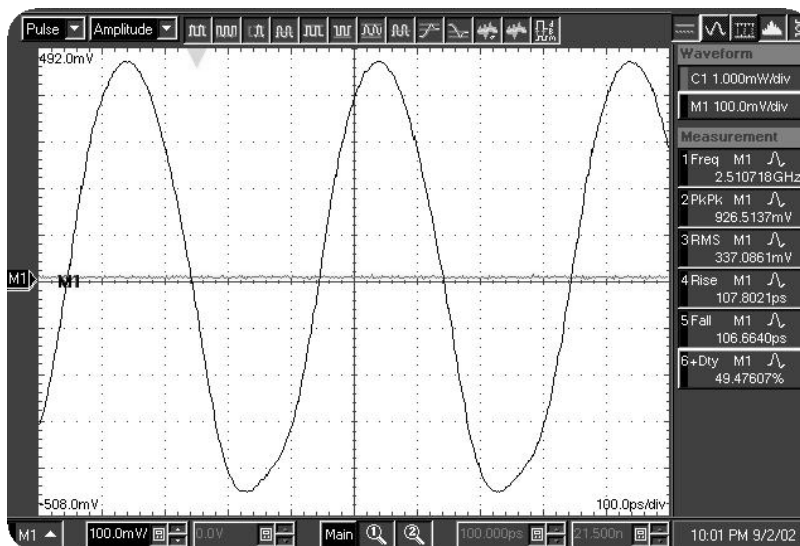 Pulse Amplitude
492.0mV
Waveform
C1 1.000mW/div
M1 100.0mV/div
Measurement
1 Freq M1
2.510718GHz
2 PkPk M1
926.5137mV
3 RMS M1
337.0861mV
4 Rise M1
107.8021ps
5 Fall M1
106.6640ps
6 +Dty M1
49.47607%
M1 M1
-508.0mV 100.0ps/div
M1 100.0mV/ 0.0V Main 1 2 100.000ps 21.500n 10:01 PM 9/2/02